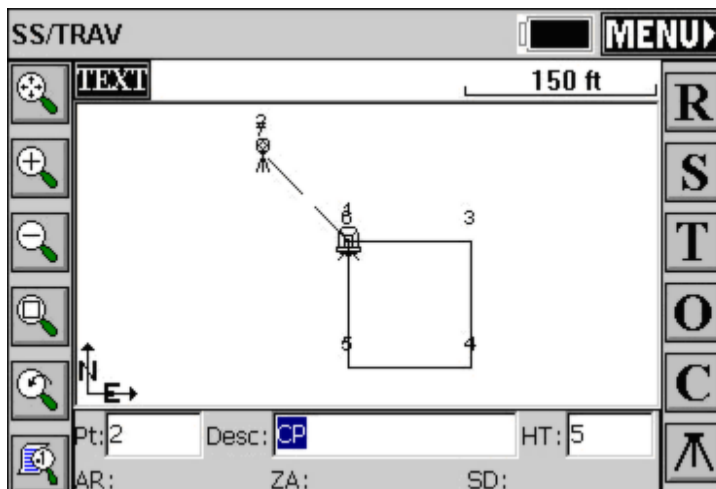 SS/TRAV
MENU
TEXT
150 ft
R
S
T
O
C
3
5
4
N
E
Pt: 2 Desc: CP HT: 5
AR: ZA: SD: